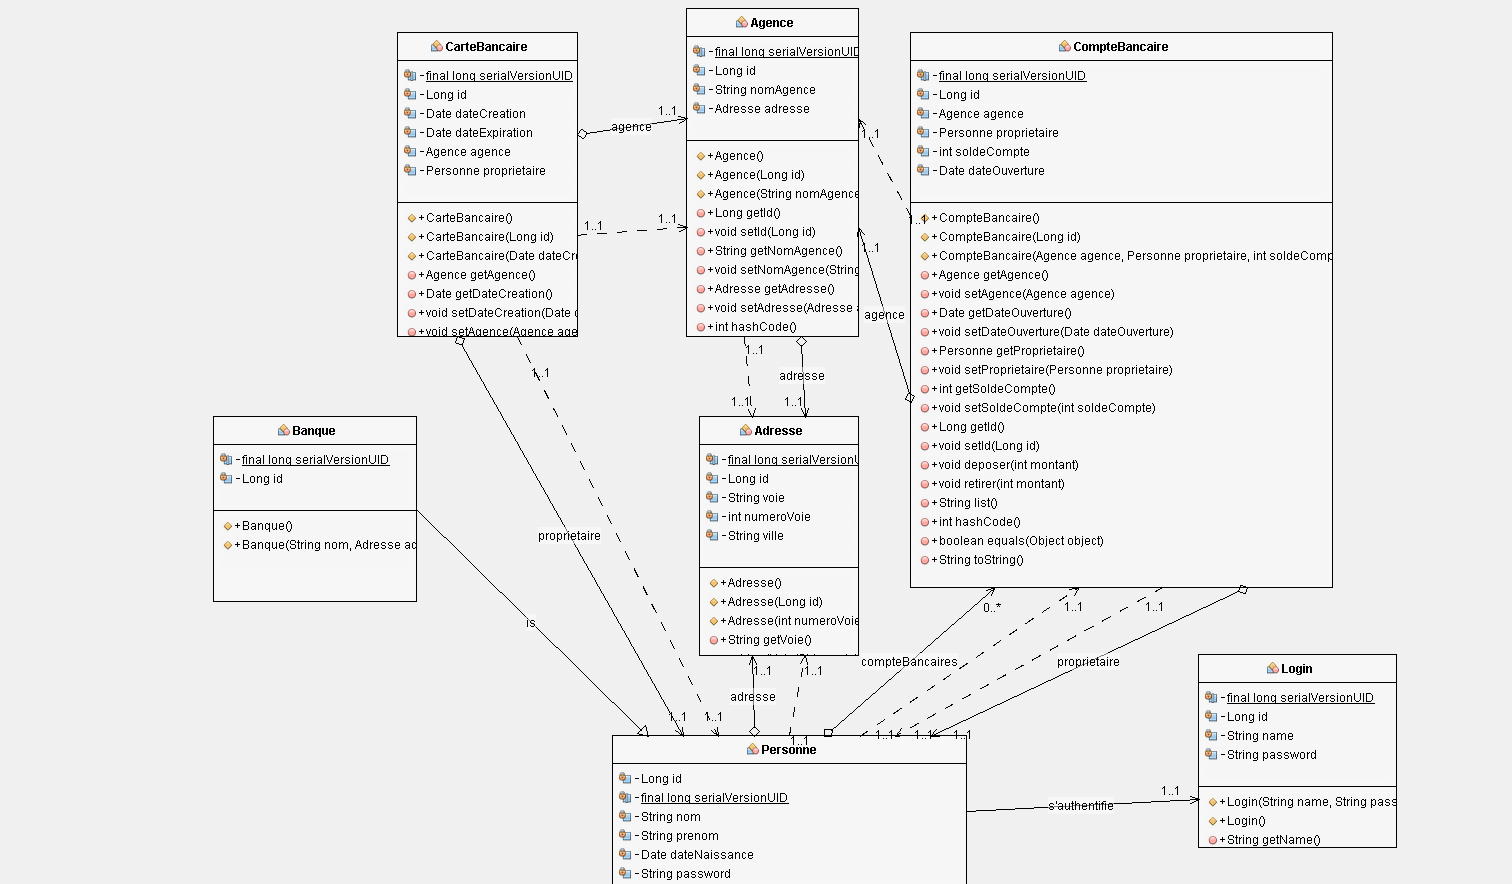 CarteBancaire
-final long serialVersionUID
-Long id
-Date dateCreation
-Date dateExpiration
-Agence agence
-Personne proprietaire
+CarteBancaire()
+CarteBancaire(Long id)
+CarteBancaire(Date dateCr
+Agence getAgence()
+Date getDateCreation()
+void setDateCreation(Date
+void setAgence(Agence age
Agence
-final long serialVersionUID
-Long id
-String nomAgence
-Adresse adresse
+Agence()
+Agence(Long id)
+Agence(String nomAgence
+Long getId()
+void setId(Long id)
+String getNomAgence()
+void setNomAgence(String
+Adresse getAdresse()
+void setAdresse(Adresse
+int hashCode()
CompteBancaire
-final long serialVersionUID
-Long id
-Agence agence
-Personne proprietaire
-int soldeCompte
-Date dateOuverture
+CompteBancaire()
+CompteBancaire(Long id)
+CompteBancaire(Agence agence, Personne proprietaire, int soldeComp
+Agence getAgence()
+void setAgence(Agence agence)
+Date getDateOuverture()
+void setDateOuverture(Date dateOuverture)
+Personne getProprietaire()
+void setProprietaire(Personne proprietaire)
+int getSoldeCompte()
+void setSoldeCompte(int soldeCompte)
+Long getId()
+void setId(Long id)
+void deposer(int montant)
+void retirer(int montant)
+String list()
+int hashCode()
+boolean equals(Object object)
+String toString()
1..1
agence
1..1
1..1
1..1
1..1
1..1
agence
1..1
1..1
adresse
1..1
1..1
1..1
proprietaire
is
Banque
-final long serialVersionUID
-Long id
+Banque()
+Banque(String nom, Adresse ad
Adresse
-final long serialVersionU
-Long id
-String voie
-int numeroVoie
-String ville
+Adresse()
+Adresse(Long id)
+Adresse(int numeroVoie
+String getVoie()
0..*
1..1
1..1
compteBancaires
proprietaire
1..1
1..1
adresse
1..1
1..1
1..1
1..1
1..1
1..1
Personne
-Long id
-final long serialVersionUID
-String nom
-String prenom
-Date dateNaissance
-String password
s'authentifie
1..1
Login
-final long serialVersionUID
-Long id
-String name
-String password
+Login(String name, String pass
+Login()
+String getName()